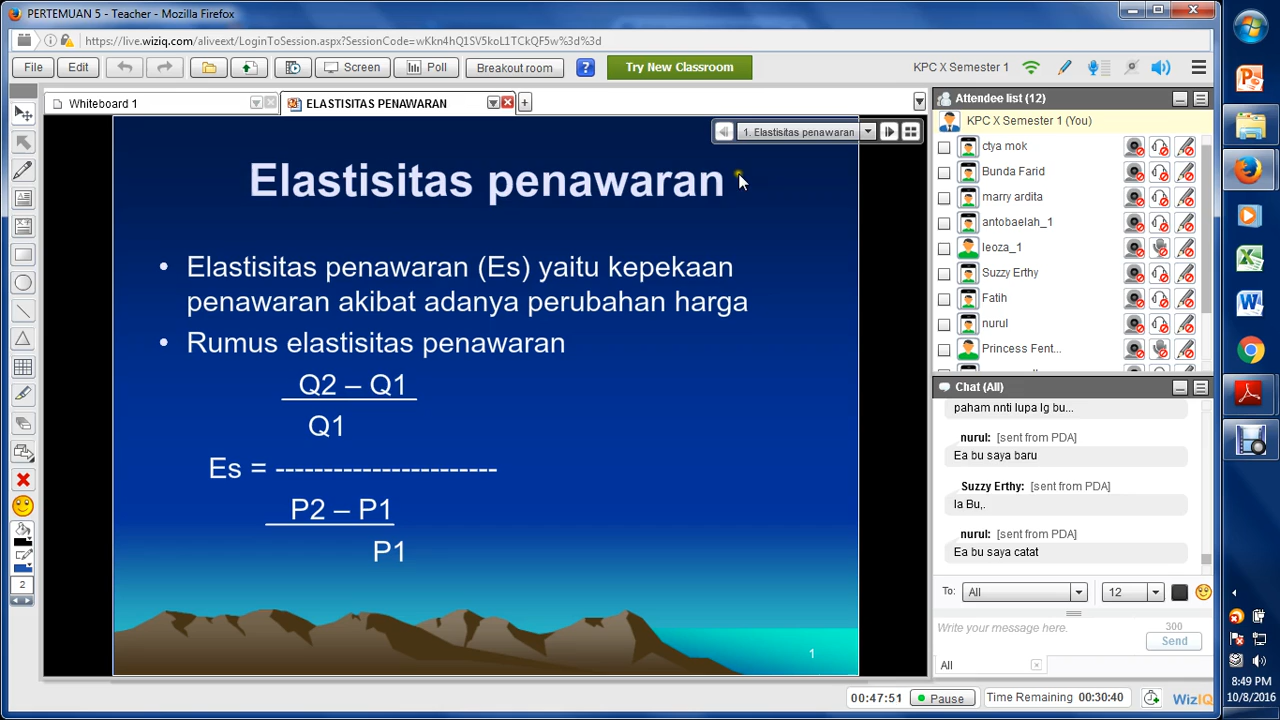 PERTEMUAN 5 - Teacher - Mozilla Firefox
https://live.wiziq.com/aliveext/LoginToSession.aspx?SessionCode=wKkn4hQ1SV5koL1TCkQF5w%3d%3d
File Edit Screen Poll Breakout room ? Try New Classroom KPC X Semester 1
Whiteboard 1 ELASTISITAS PENAWARAN
1. Elastisitas penawaran
Elastisitas penawaran
• Elastisitas penawaran (Es) yaitu kepekaan
penawaran akibat adanya perubahan harga
• Rumus elastisitas penawaran
Q2 – Q1
Q1
Es = -----------------------
P2 – P1
P1
1
2
Attendee list (12)
KPC X Semester 1 (You)
ctya mok
Bunda Farid
marry ardita
antobaelah_1
leoza_1
Suzzy Erthy
Fatih
nurul
Princess Fent...
Chat (All)
paham nnti lupa lg bu...
nurul: [sent from PDA]
Ea bu saya baru
Suzzy Erthy: [sent from PDA]
Ia Bu,.
nurul: [sent from PDA]
Ea bu saya catat
To: All 12
Write your message here.
300
Send
All
00:47:51 Pause Time Remaining 00:30:40 WizIQ
8:49 PM
10/8/2016